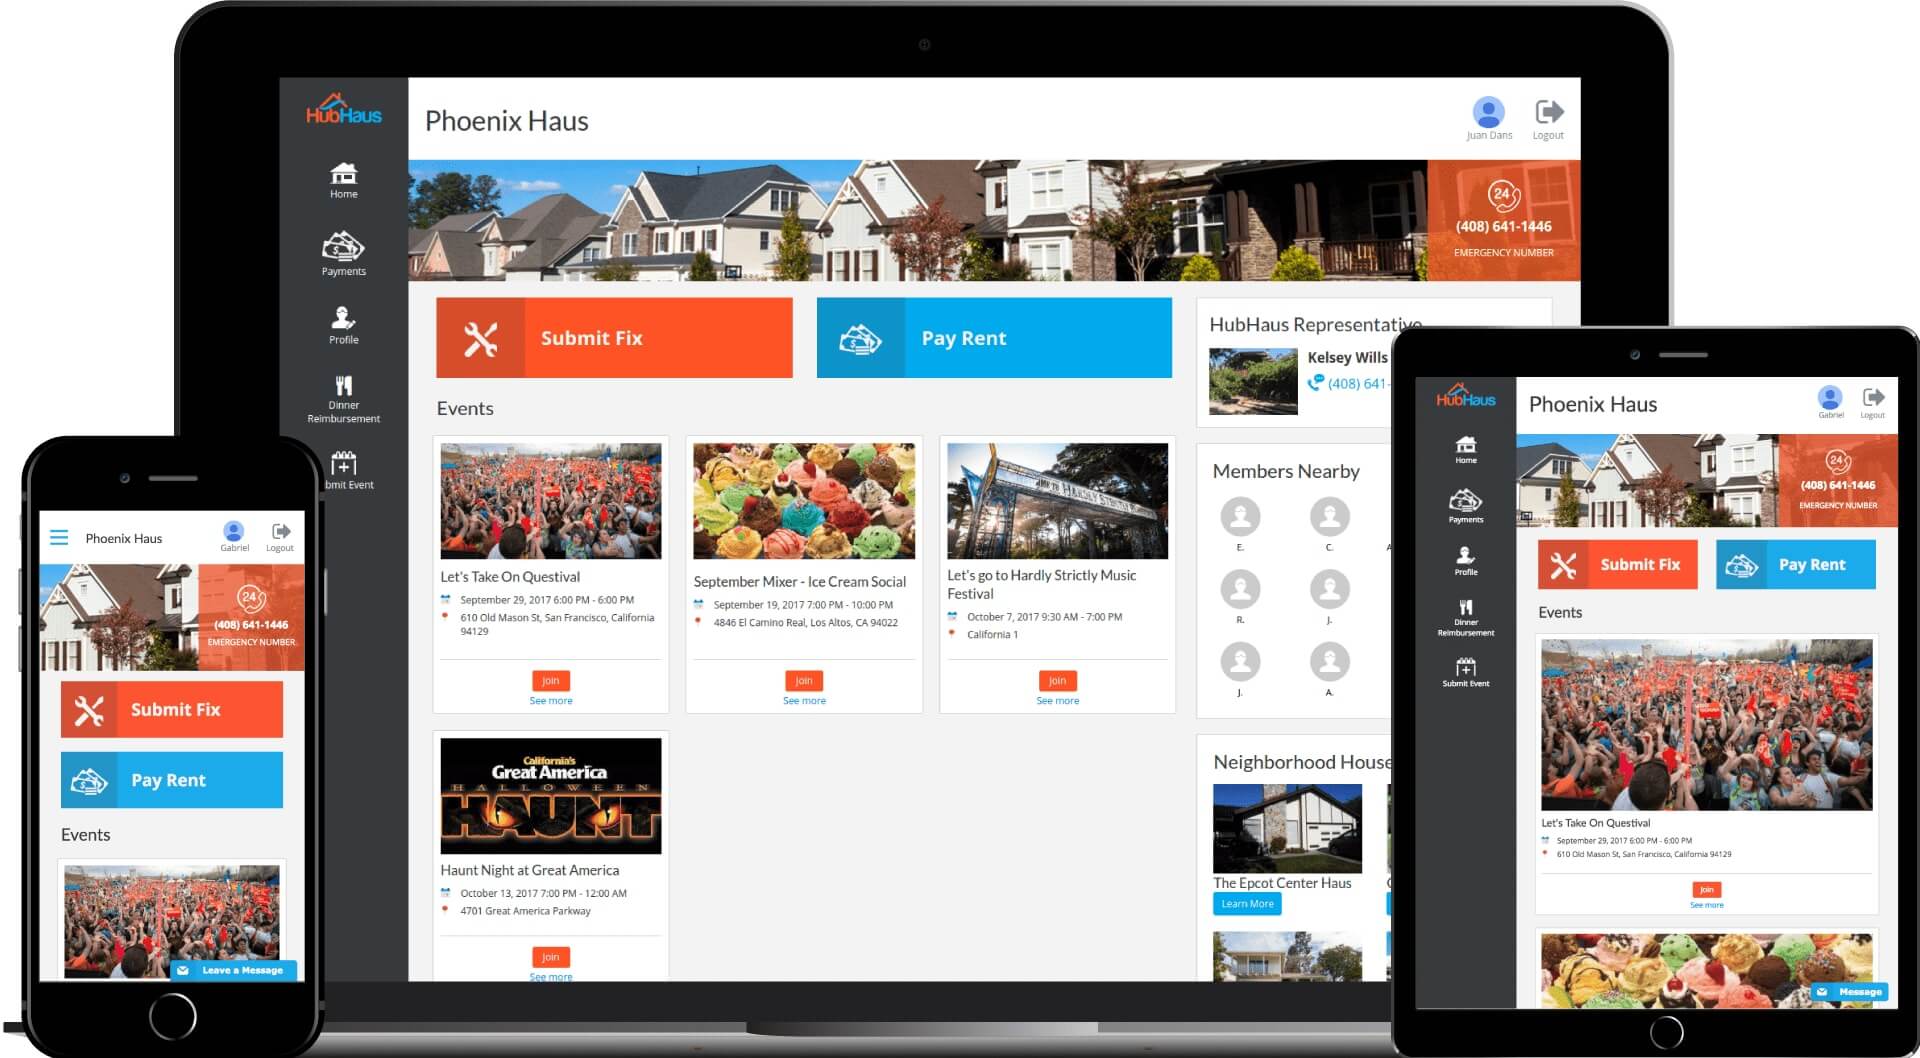 HubHaus
Phoenix Haus
Juan Dans
Logout
Home
Payments
Profile
Dinner
Reimbursement
bmit Event
24
(408) 641-1446
EMERGENCY NUMBER
Submit Fix
Pay Rent
HubHaus Representative
Kelsey Wills
(408) 641-
Events
Let's Take On Questival
September 29, 2017 6:00 PM - 6:00 PM
610 Old Mason St, San Francisco, California
94129
Join
See more
September Mixer - Ice Cream Social
September 19, 2017 7:00 PM - 10:00 PM
4846 El Camino Real, Los Altos, CA 94022
Join
See more
HARDLY STRICTLY
Let's go to Hardly Strictly Music
Festival
October 7, 2017 9:30 AM - 7:00 PM
California 1
Join
See more
California's
Great America
HALLOWEEN
HAUNT
Haunt Night at Great America
October 13, 2017 7:00 PM - 12:00 AM
4701 Great America Parkway
Join
See more
Members Nearby
E.
C.
A
R.
J.
J.
A.
Neighborhood House
The Epcot Center Haus
Learn More
Phoenix Haus
Gabriel
Logout
24
(408) 641-1446
EMERGENCY NUMBER
Submit Fix
Pay Rent
Events
Leave a Message
HubHaus
Phoenix Haus
Gabriel
Logout
Home
Payments
Profile
Dinner
Reimbursement
Submit Event
24
(408) 641-1446
EMERGENCY NUMBER
Submit Fix
Pay Rent
Events
Let's Take On Questival
September 29, 2017 6:00 PM - 6:00 PM
610 Old Mason St, San Francisco, California 94129
Join
See more
Message